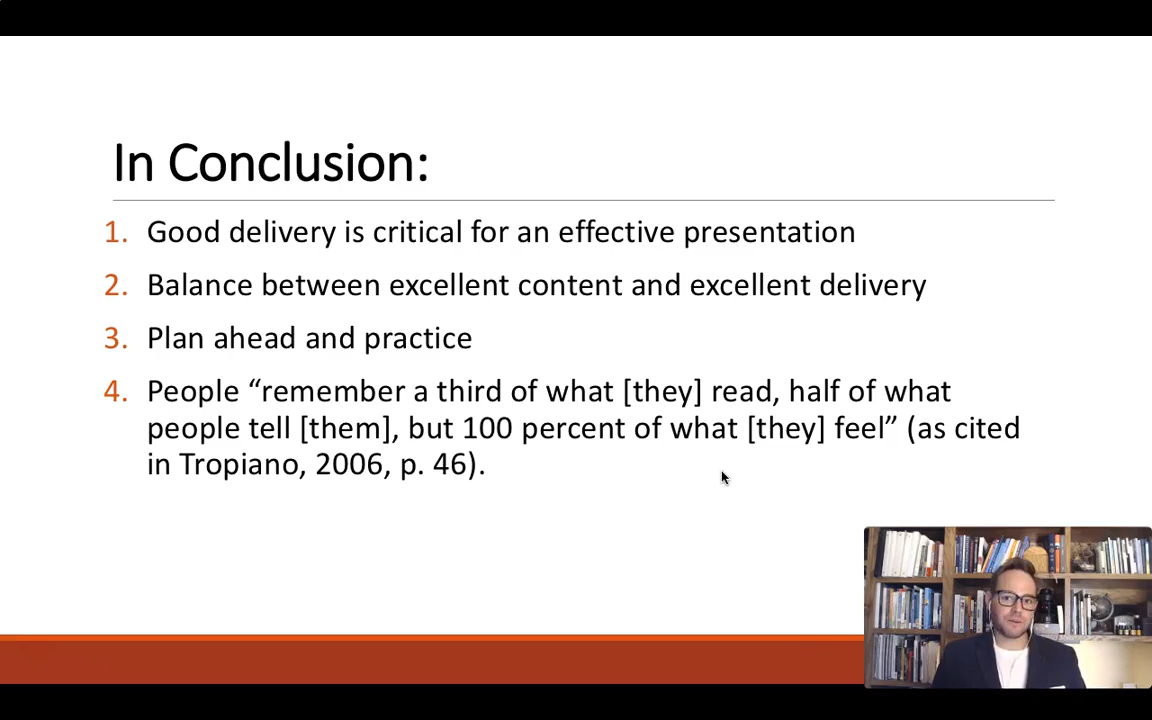 In Conclusion:
1. Good delivery is critical for an effective presentation
2. Balance between excellent content and excellent delivery
3. Plan ahead and practice
4. People “remember a third of what [they] read, half of what
people tell [them], but 100 percent of what [they] feel” (as cited
in Tropiano, 2006, p. 46).